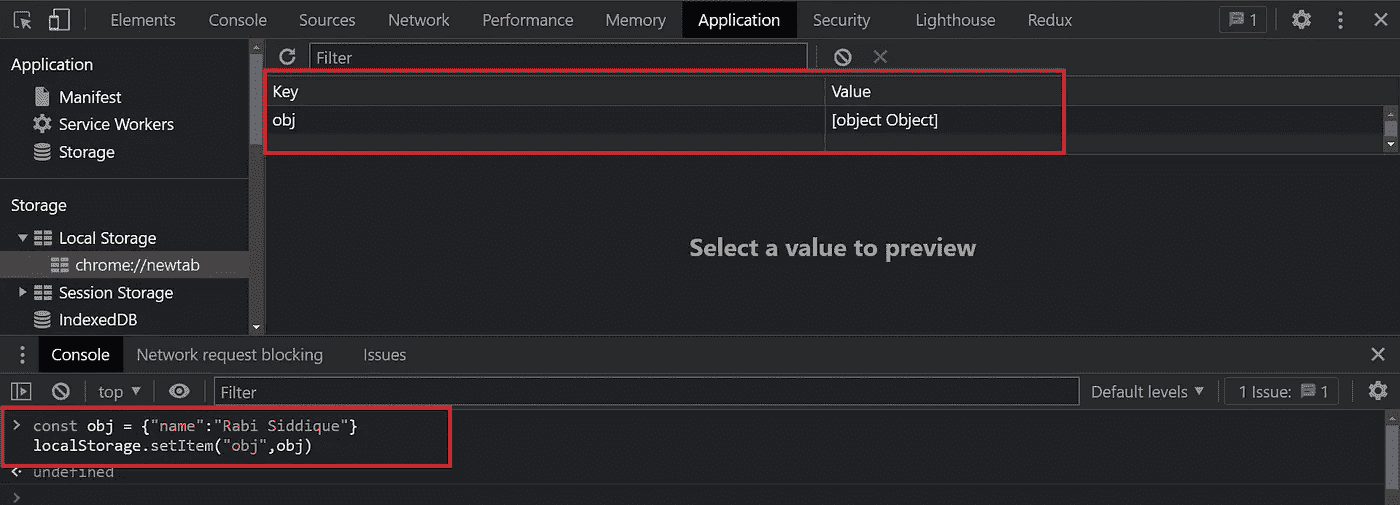 Elements Console Sources Network Performance Memory Application Security Lighthouse Redux 1
Application
Manifest
Service Workers
Storage
Storage
Local Storage
chrome://newtab
Session Storage
IndexedDB
Filter
Key Value
obj [object Object]
Select a value to preview
Console Network request blocking Issues
top Filter Default levels 1 Issue: 1
> const obj = {"name":"Rabi Siddique"}
localStorage.setItem("obj",obj)
undefined
>